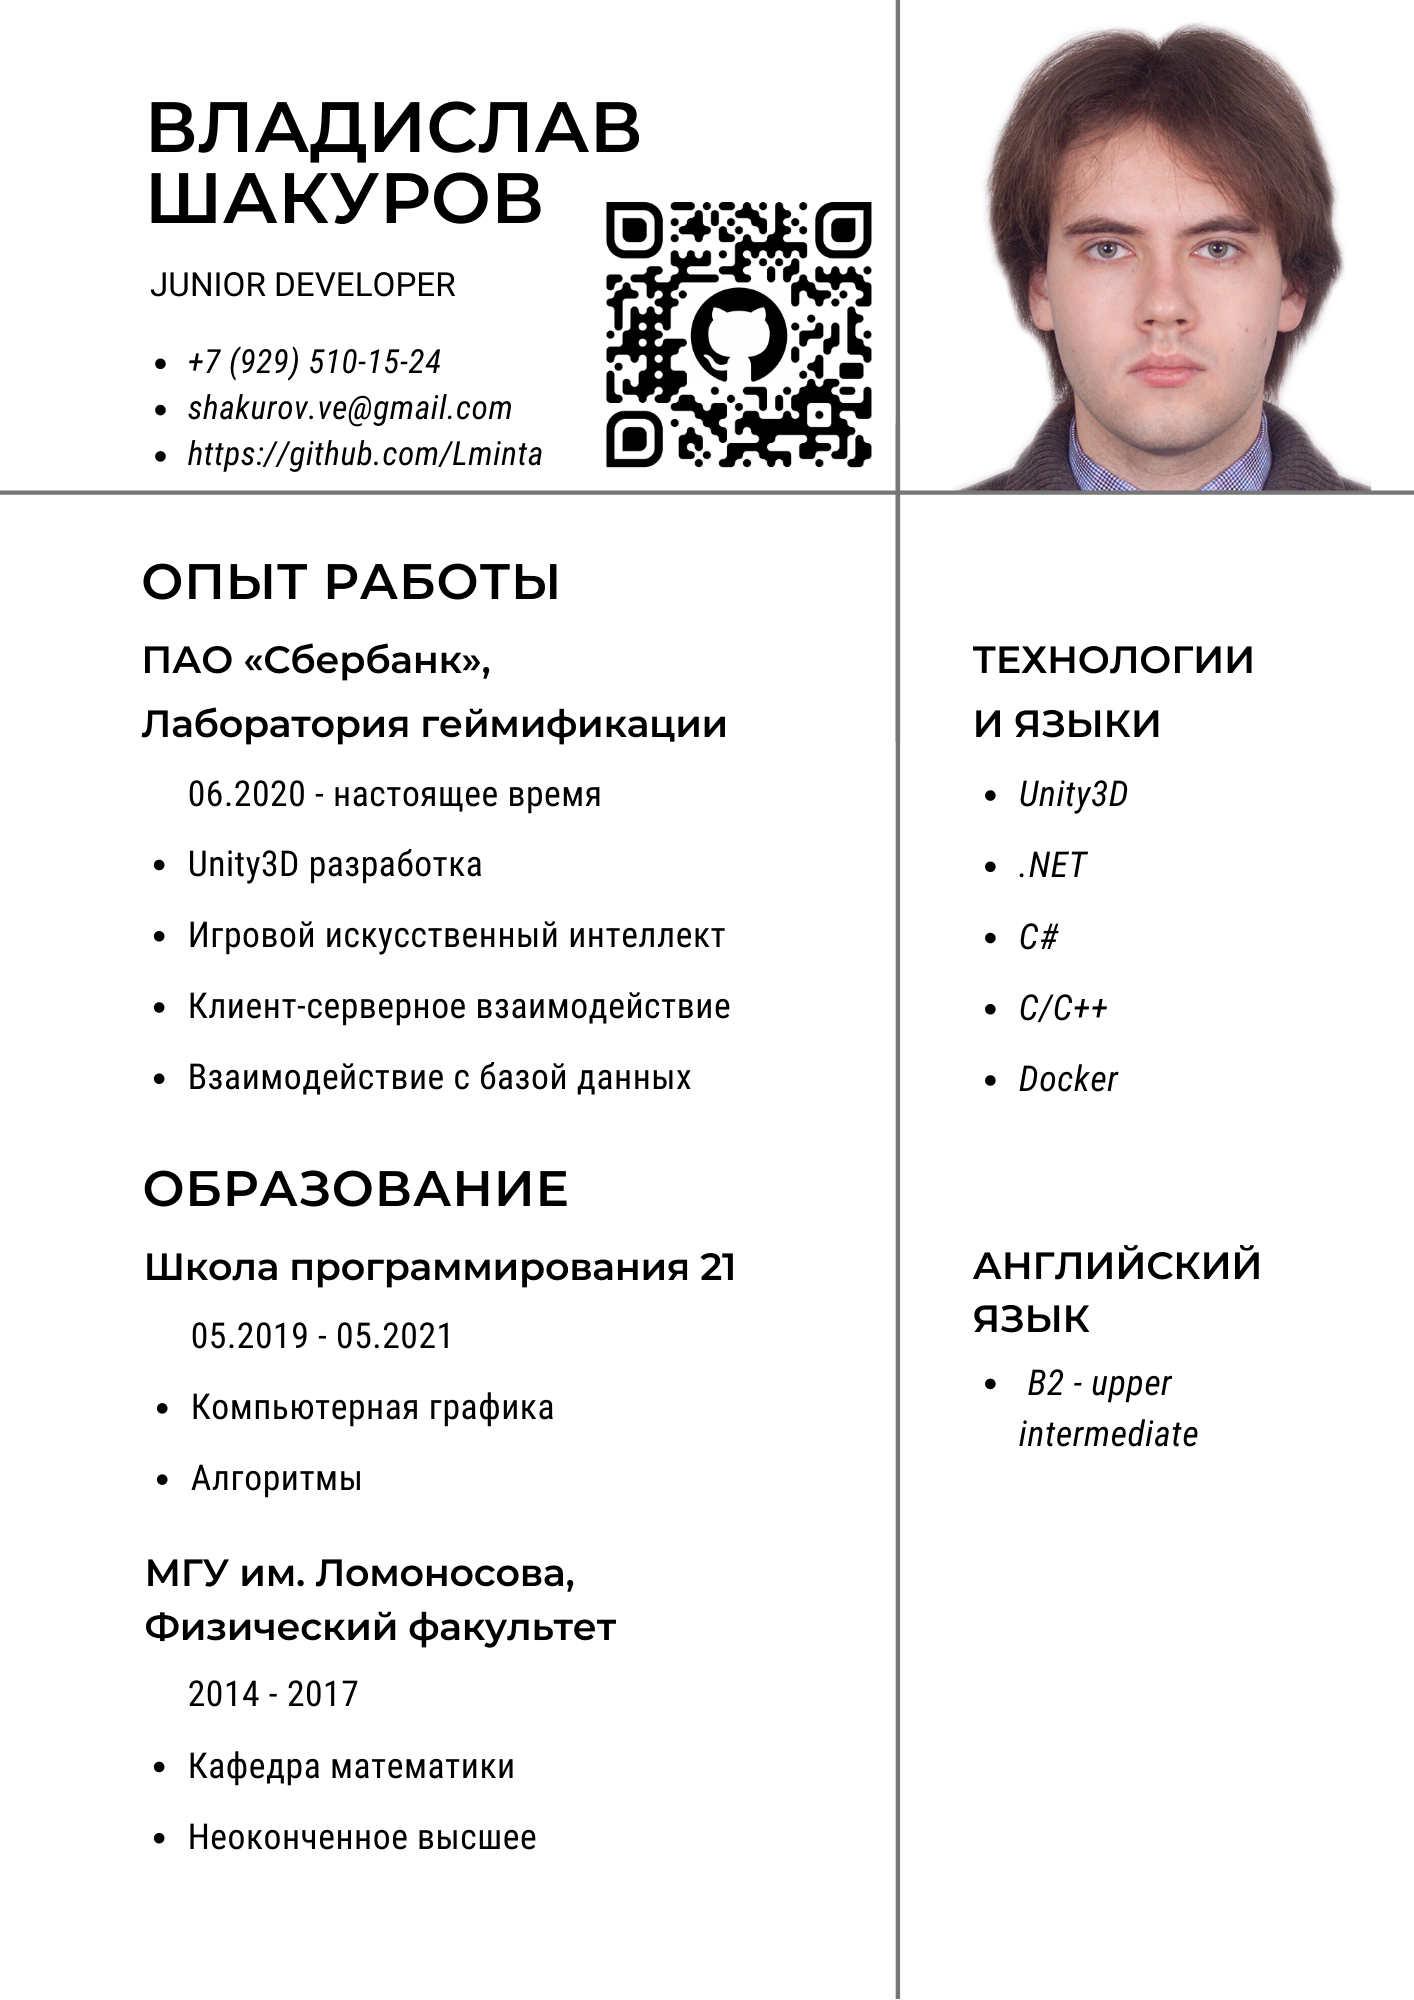 ВЛАДИСЛАВ
ШАКУРОВ
JUNIOR DEVELOPER
+7 (929) 510-15-24
shakurov.ve@gmail.com
https://github.com/Lminta
ОПЫТ РАБОТЫ
ПАО «Сбербанк»,
Лаборатория геймификации
06.2020 - настоящее время
Unity3D разработка
Игровой искусственный интеллект
Клиент-серверное взаимодействие
Взаимодействие с базой данных
ОБРАЗОВАНИЕ
Школа программирования 21
05.2019 - 05.2021
Компьютерная графика
Алгоритмы
МГУ им. Ломоносова,
Физический факультет
2014 - 2017
Кафедра математики
Неоконченное высшее
ТЕХНОЛОГИИ
И ЯЗЫКИ
Unity3D
.NET
C#
C/C++
Docker
АНГЛИЙСКИЙ
ЯЗЫК
B2 - upper
intermediate